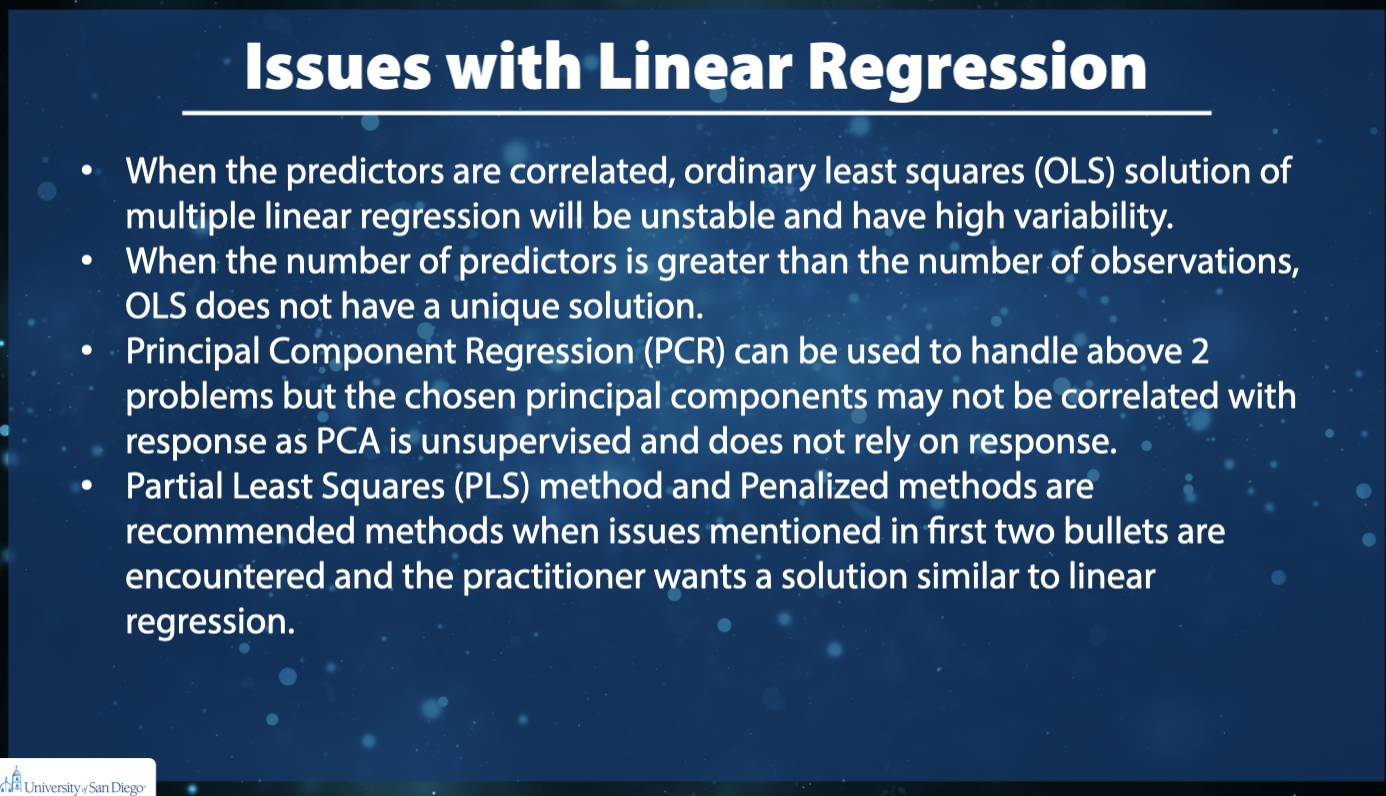 Issues with Linear Regression
• When the predictors are correlated, ordinary least squares (OLS) solution of
multiple linear regression will be unstable and have high variability.
• When the number of predictors is greater than the number of observations,
OLS does not have a unique solution.
• Principal Component Regression (PCR) can be used to handle above 2
problems but the chosen principal components may not be correlated with
response as PCA is unsupervised and does not rely on response.
• Partial Least Squares (PLS) method and Penalized methods are
recommended methods when issues mentioned in first two bullets are
encountered and the practitioner wants a solution similar to linear
regression.
University of San Diego